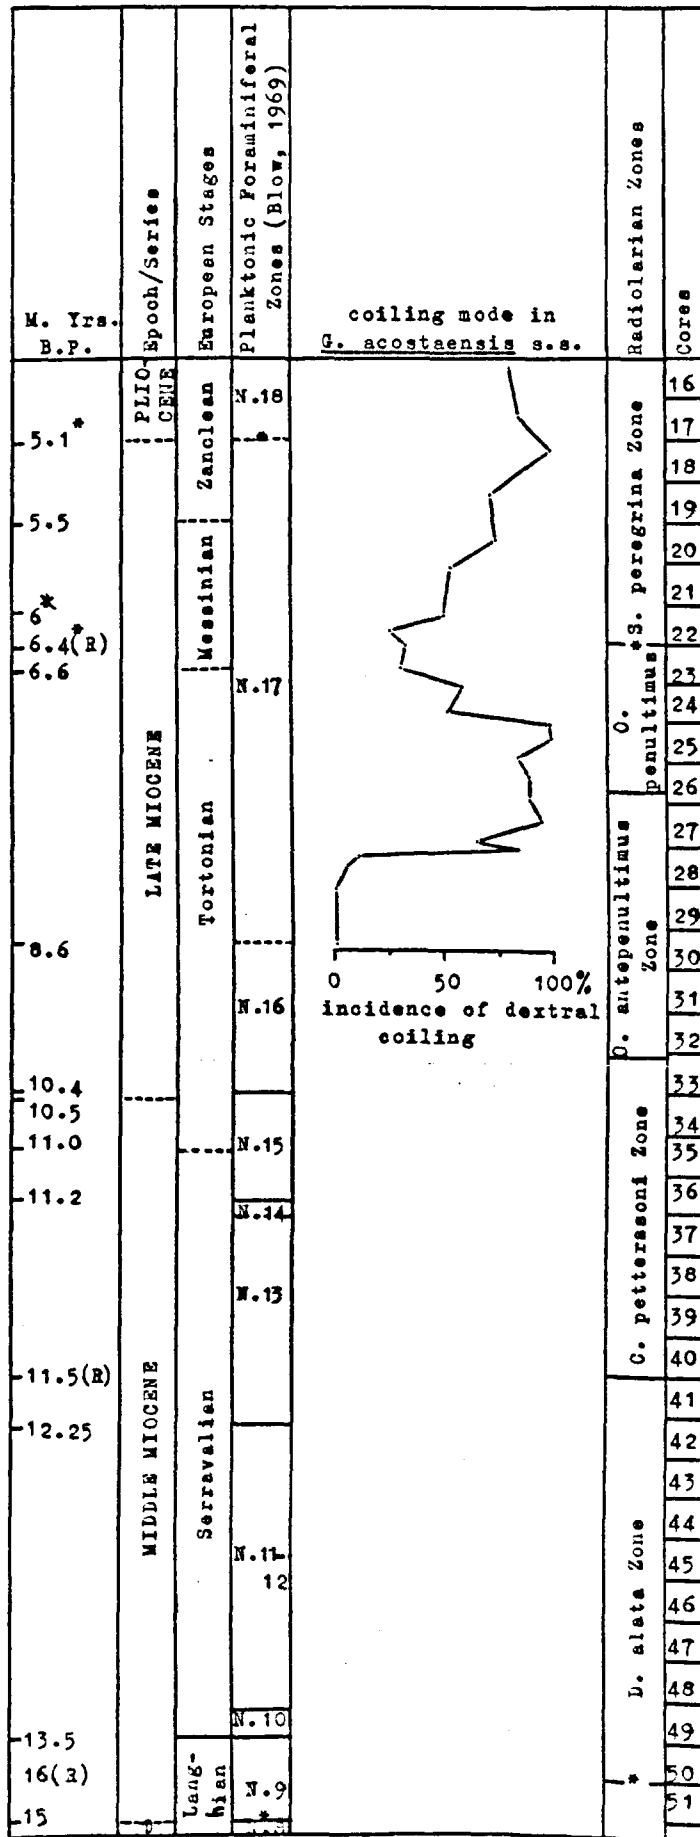 M. Yrs.
B.P.
Epoch/Series
European Stages
Planktonic Foraminiferal
Zones (Blow, 1969)
coiling mode in
G. acostaensis s.s.
Radiolarian Zones
Cores
5.1*
5.5
6*
6.4*(R)
6.6
8.6
10.4
10.5
11.0
11.2
11.5(R)
12.25
13.5
16(R)
15
PLIO-
CENE
LATE MIOCENE
MIDDLE MIOCENE
Zanclean
Messinian
Tortonian
Serravalian
Lang-
hian
N.18
*
N.17
N.16
N.15
N.14
N.13
N.11-
12
N.10
N.9
*
0 50 100%
incidence of dextral
coiling
*S. peregrina Zone
O.
penultimus
O. antepenultimus
Zone
C. petterssoni Zone
D. alata Zone
*
16
17
18
19
20
21
22
23
24
25
26
27
28
29
30
31
32
33
34
35
36
37
38
39
40
41
42
43
44
45
46
47
48
49
50
51